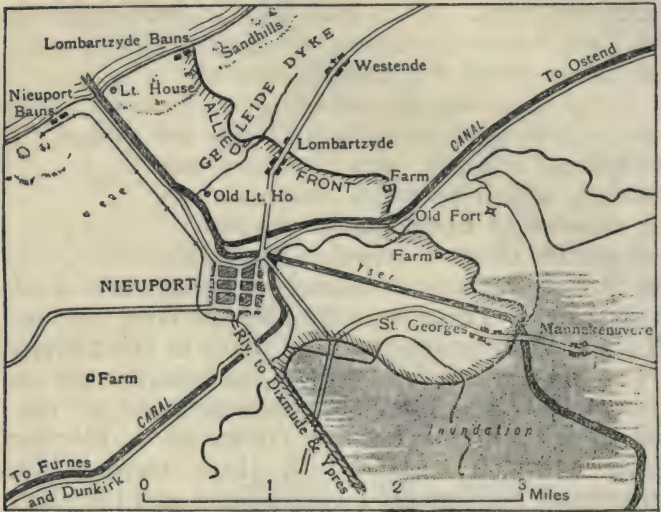 Lombartzyde Bains
Sandhills
Lt. House
Nieuport
Bains
GELEIDE DYKE
ALLIED
FRONT
Westende
To Ostend
CANAL
Lombartzyde
Farm
Old Lt. Ho
Old Fort
Farm
Yser
NIEUPORT
St. Georges
Mannekensvere
Rly. to Dixmude & Ypres
Farm
CANAL
Inundation
To Furnes
and Dunkirk
0 1 2 3 Miles